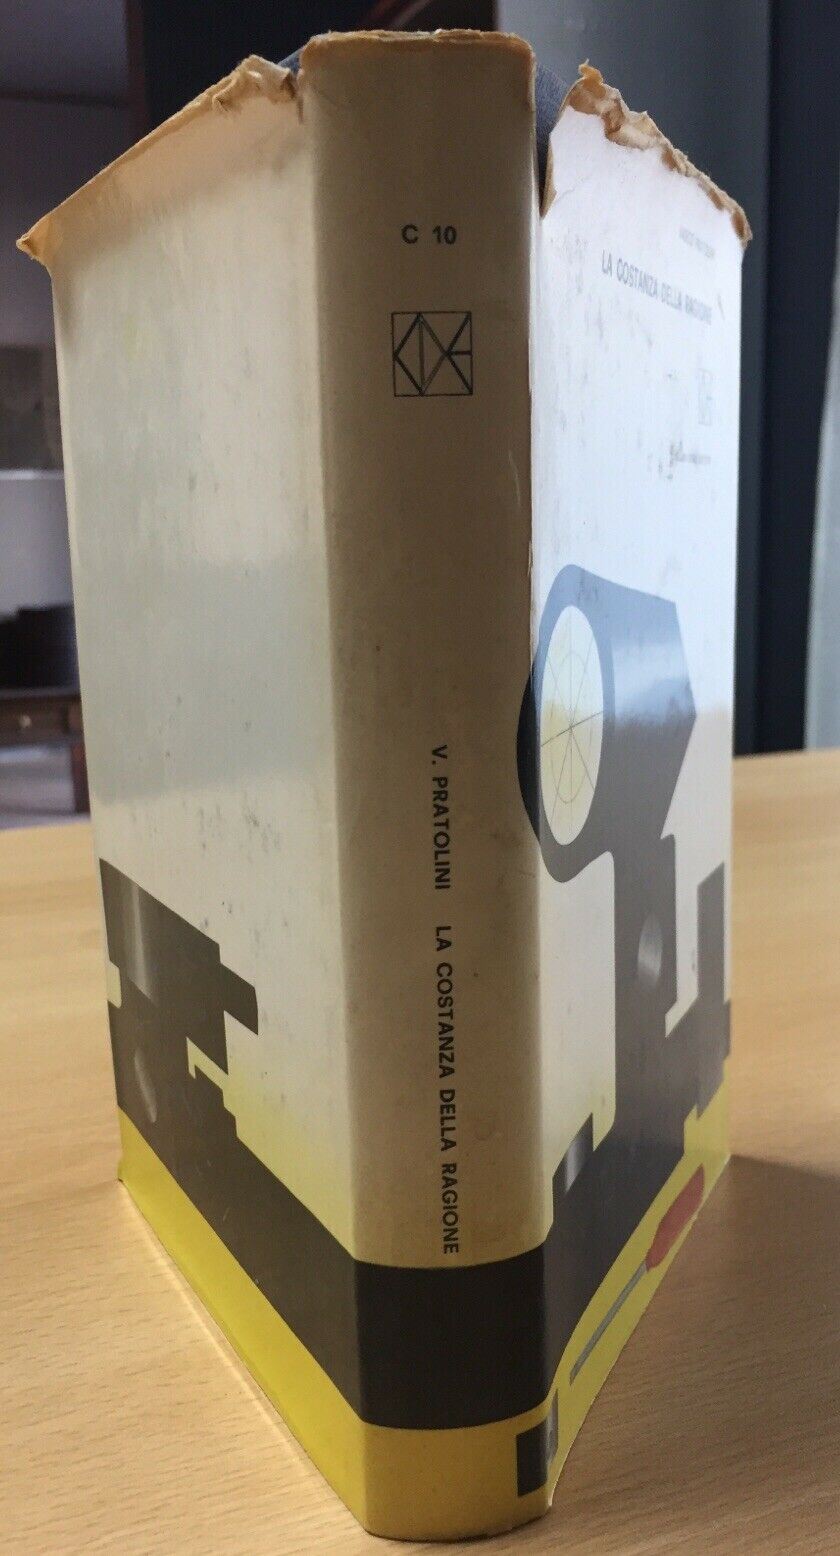 C 10
V. PRATOLINI LA COSTANZA DELLA RAGIONE
LA COSTANZA DELLA RAGIONE